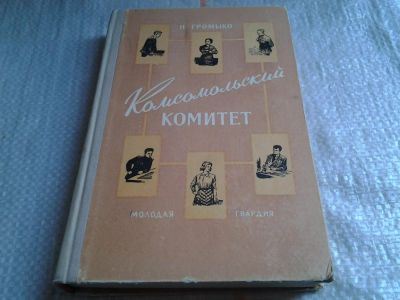 Н ГРОМЫКО
Комсомольский
КОМИТЕТ
МОЛОДАЯ ГВАРДИЯ